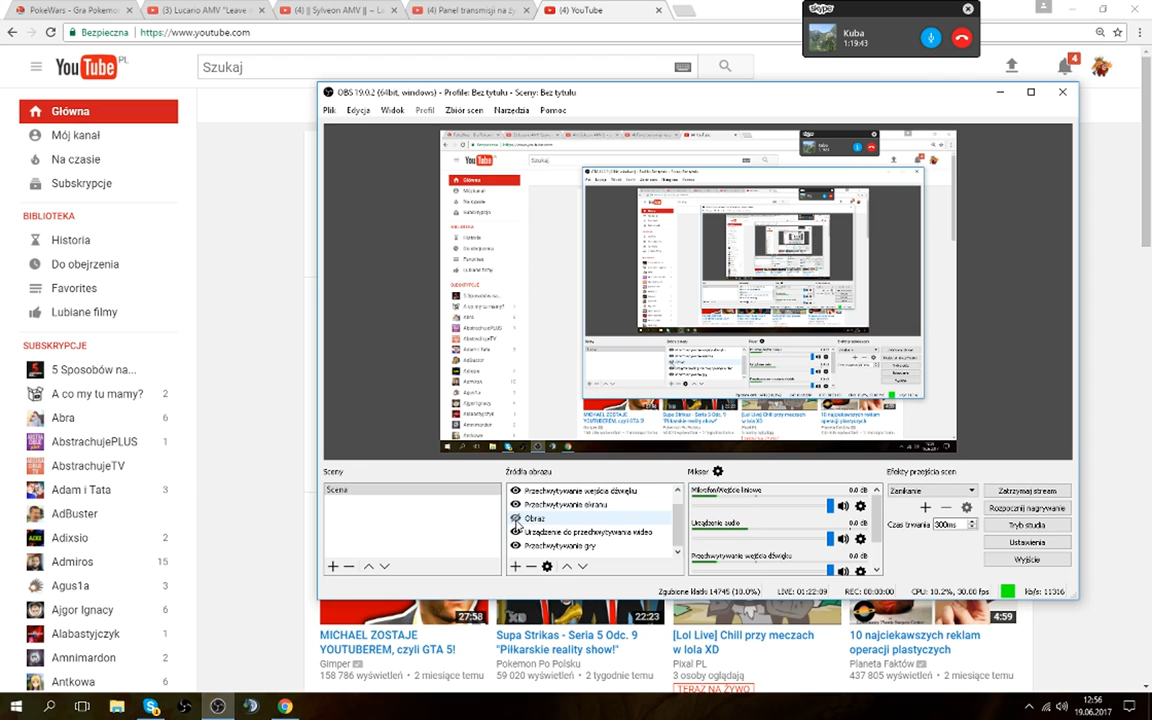 PokeWars - Gra Pokemon
(3) Lucario AMV "Leave
(4) || Sylveon AMV || – L
(4) Panel transmisji na ży
(4) YouTube
Skype
Kuba
1:19:43
Bezpieczna
https://www.youtube.com
YouTube PL
Szukaj
4
Główna
Mój kanał
Na czasie
Subskrypcje
BIBLIOTEKA
Historia
Do obejrzenia
Favorites
Lubiane filmy
SUBSKRYPCJE
5 Sposobów na...
A co my tu mamy? 2
Abra 6
AbstrachujePLUS 1
AbstrachujeTV
Adam i Tata
AdBuster
Adixsio 2
Admiros 15
Agus1a
Ajgor Ignacy
Alabastyjczyk
Amnimardon
Antkowa
OBS 19.0.2 (64bit, windows) - Profile: Bez tytułu - Sceny: Bez tytułu
Plik Edycja Widok Profil Zbiór scen Narzędzia Pomoc
Sceny
Scena
Źródła obrazu
Przechwytywanie wejścia dźwięku
Przechwytywanie ekranu
Obraz
Urządzenie do przechwytywania wideo
Przechwytywanie gry
Mikser
Mikrofon/Wejście liniowe 0.0 dB
Urządzenie audio 0.0 dB
Przechwytywanie wejścia dźwięku 0.0 dB
Efekty przejścia scen
Zanikanie
Czas trwania 300ms
Zatrzymaj stream
Rozpocznij nagrywanie
Tryb studia
Ustawienia
Wyjście
Zgubione klatki 14745 (10.0%) LIVE: 01:22:09 REC: 00:00:00 CPU: 10.2%, 30.00 fps kb/s: 11316
27:58
22:23
4:59
MICHAEL ZOSTAJE
YOUTUBEREM, czyli GTA 5!
Gimper
158 786 wyświetleń • 2 miesiące temu
Supa Strikas - Seria 5 Odc. 9
"Piłkarskie reality show!"
Pokemon Po Polsku
59 020 wyświetleń • 2 tygodnie temu
[Lol Live] Chill przy meczach
w lola XD
Pixal PL
3 osoby oglądają
TERAZ NA ŻYWO
10 najciekawszych reklam
operacji plastycznych
Planeta Faktów
437 805 wyświetleń • 2 miesiące temu
12:56
19.06.2017